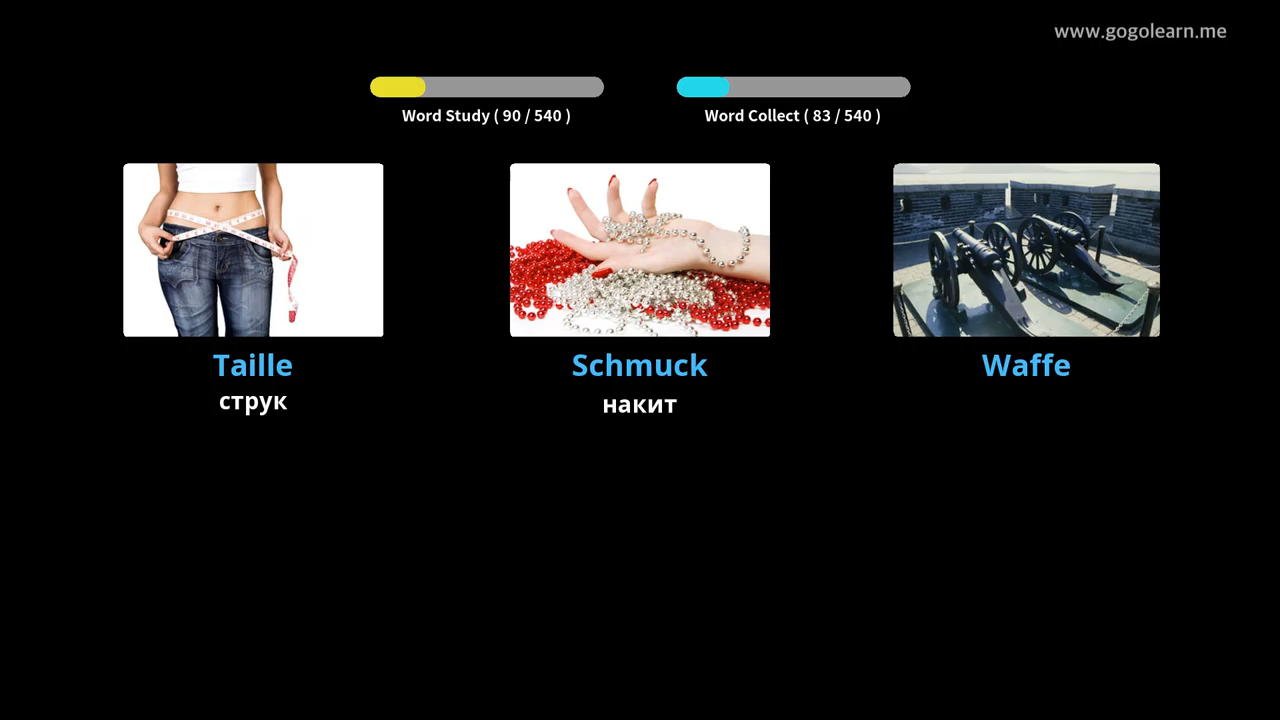 www.gogolearn.me
Word Study ( 90 / 540 )
Word Collect ( 83 / 540 )
Taille
струк
Schmuck
накит
Waffe